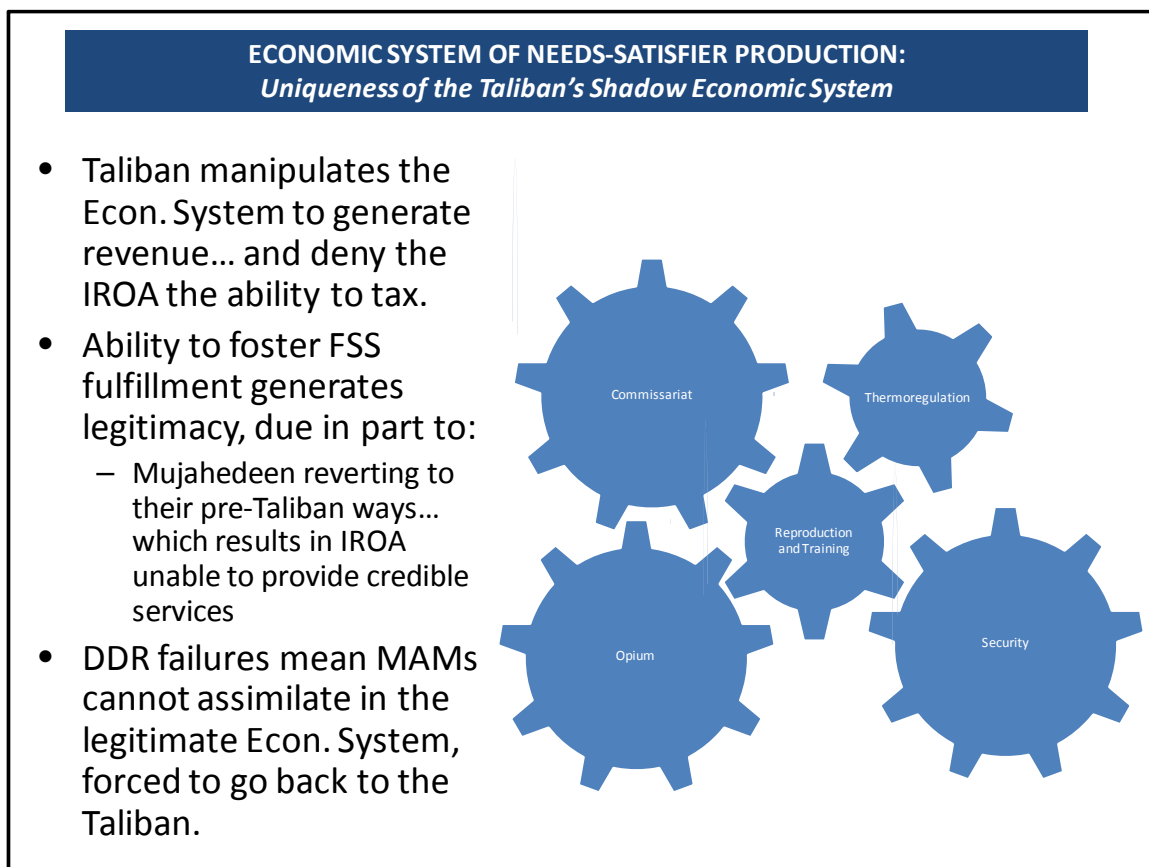 ECONOMIC SYSTEM OF NEEDS-SATISFIER PRODUCTION:
Uniqueness of the Taliban's Shadow Economic System
• Taliban manipulates the
Econ. System to generate
revenue… and deny the
IROA the ability to tax.
• Ability to foster FSS
fulfillment generates
legitimacy, due in part to:
– Mujahedeen reverting to
their pre-Taliban ways…
which results in IROA
unable to provide credible
services
• DDR failures mean MAMs
cannot assimilate in the
legitimate Econ. System,
forced to go back to the
Taliban.
Commissariat
Thermoregulation
Reproduction
and Training
Opium
Security